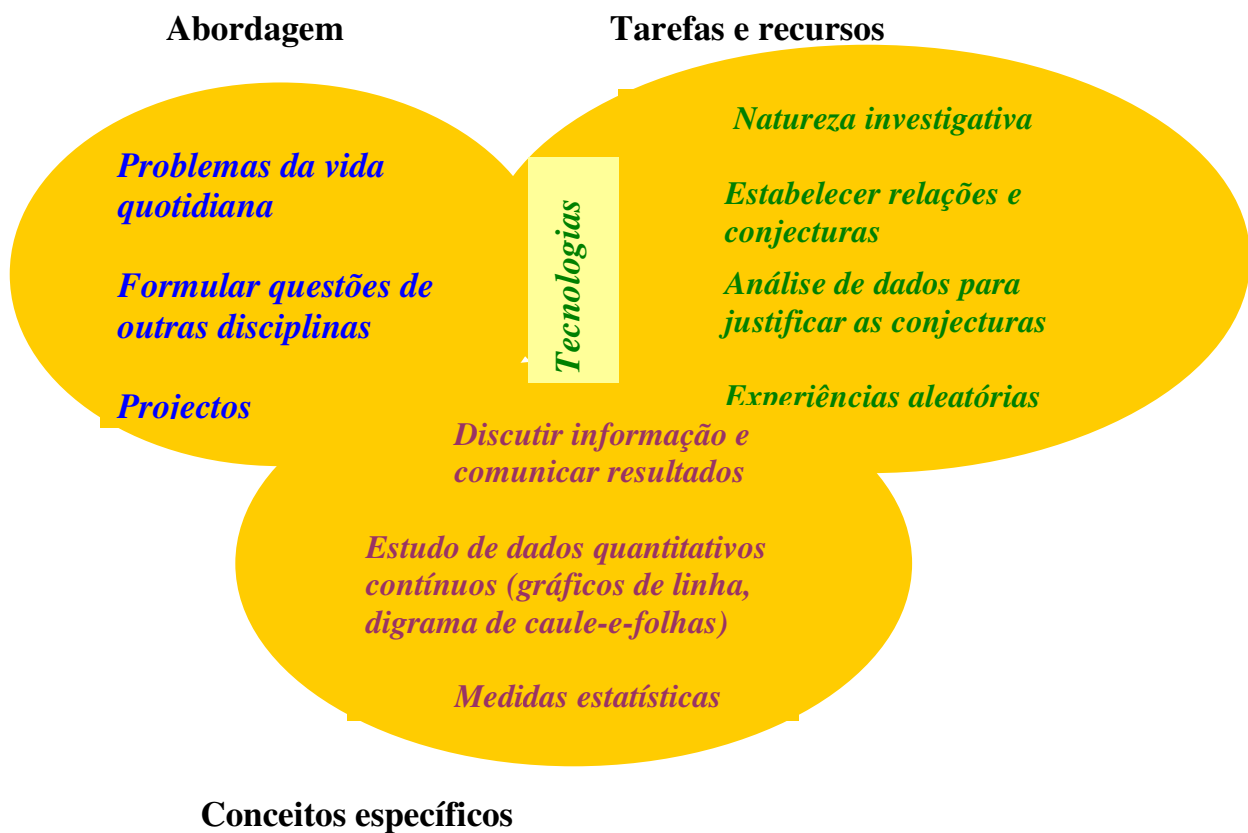 Abordagem
Tarefas e recursos
Problemas da vida
quotidiana
Formular questões de
outras disciplinas
Projectos
Tecnologias
Natureza investigativa
Estabelecer relações e
conjecturas
Análise de dados para
justificar as conjecturas
Experiências aleatórias
Discutir informação e
comunicar resultados
Estudo de dados quantitativos
contínuos (gráficos de linha,
digrama de caule-e-folhas)
Medidas estatísticas
Conceitos específicos